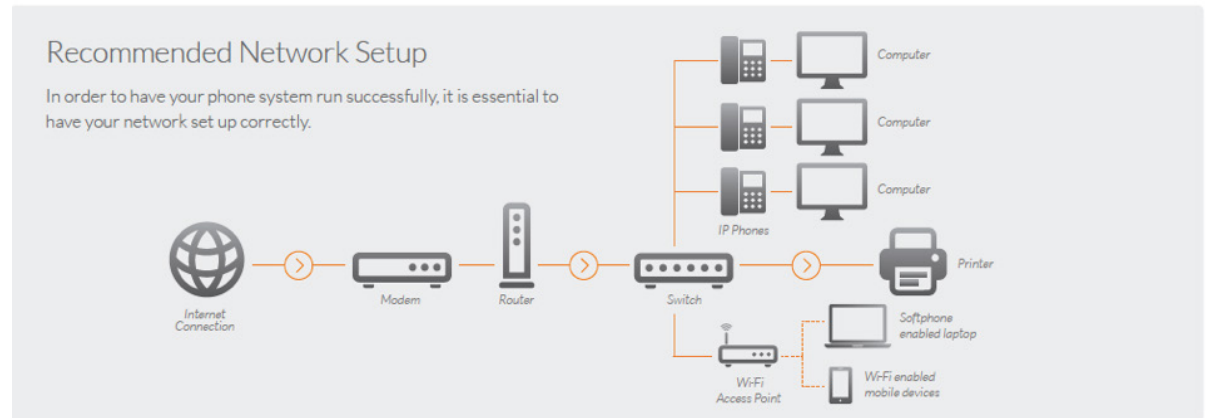 Recommended Network Setup
In order to have your phone system run successfully, it is essential to
have your network set up correctly.
Computer
Computer
Computer
IP Phones
Internet
Connection
Modem
Router
Switch
Printer
Softphone
enabled laptop
Wi-Fi
Access Point
Wi-Fi enabled
mobile devices